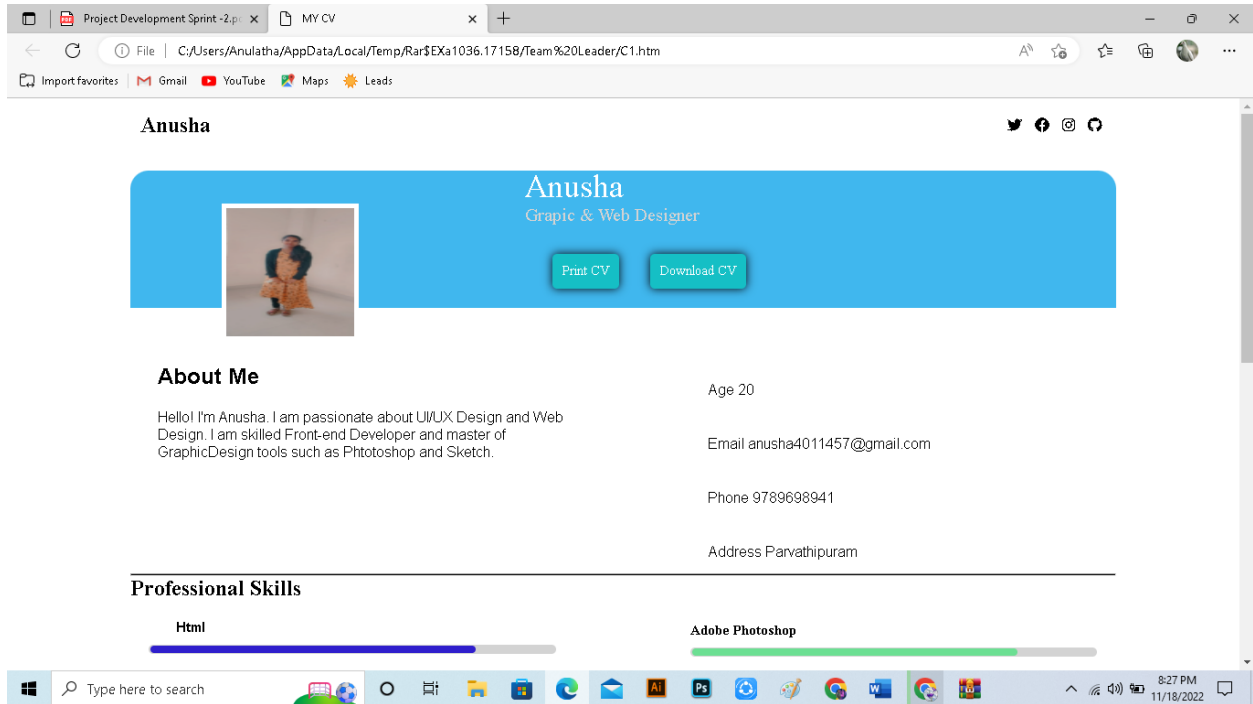 Project Development Sprint -2.p
MY CV
File C:/Users/Anulatha/AppData/Local/Temp/Rar$EXa1036.17158/Team%20Leader/C1.htm
Import favorites Gmail YouTube Maps Leads
Anusha
Anusha
Grapic & Web Designer
Print CV Download CV
About Me
Hello! I'm Anusha. I am passionate about UI/UX Design and Web
Design. I am skilled Front-end Developer and master of
GraphicDesign tools such as Phtotoshop and Sketch.
Age 20
Email anusha4011457@gmail.com
Phone 9789698941
Address Parvathipuram
Professional Skills
Html
Adobe Photoshop
Type here to search
Ai
Ps
8:27 PM
11/18/2022